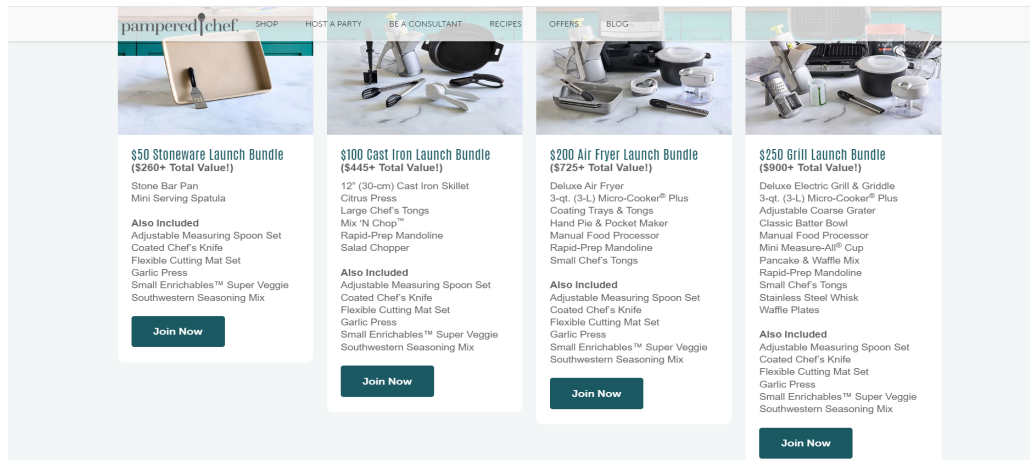 pampered chef.
SHOP
HOST A PARTY
BE A CONSULTANT
RECIPES
OFFERS
BLOG
$50 Stoneware Launch Bundle
($260+ Total Value!)
Stone Bar Pan
Mini Serving Spatula
Also Included
Adjustable Measuring Spoon Set
Coated Chef's Knife
Flexible Cutting Mat Set
Garlic Press
Small Enrichables™ Super Veggie
Southwestern Seasoning Mix
Join Now
$100 Cast Iron Launch Bundle
($445+ Total Value!)
12" (30-cm) Cast Iron Skillet
Citrus Press
Large Chef's Tongs
Mix 'N Chop™
Rapid-Prep Mandoline
Salad Chopper
Also Included
Adjustable Measuring Spoon Set
Coated Chef's Knife
Flexible Cutting Mat Set
Garlic Press
Small Enrichables™ Super Veggie
Southwestern Seasoning Mix
Join Now
$200 Air Fryer Launch Bundle
($725+ Total Value!)
Deluxe Air Fryer
3-qt. (3-L) Micro-Cooker® Plus
Coating Trays & Tongs
Hand Pie & Pocket Maker
Manual Food Processor
Rapid-Prep Mandoline
Small Chef's Tongs
Also Included
Adjustable Measuring Spoon Set
Coated Chef's Knife
Flexible Cutting Mat Set
Garlic Press
Small Enrichables™ Super Veggie
Southwestern Seasoning Mix
Join Now
$250 Grill Launch Bundle
($900+ Total Value!)
Deluxe Electric Grill & Griddle
3-qt. (3-L) Micro-Cooker® Plus
Adjustable Coarse Grater
Classic Batter Bowl
Manual Food Processor
Mini Measure-All® Cup
Pancake & Waffle Mix
Rapid-Prep Mandoline
Small Chef's Tongs
Stainless Steel Whisk
Waffle Plates
Also Included
Adjustable Measuring Spoon Set
Coated Chef's Knife
Flexible Cutting Mat Set
Garlic Press
Small Enrichables™ Super Veggie
Southwestern Seasoning Mix
Join Now